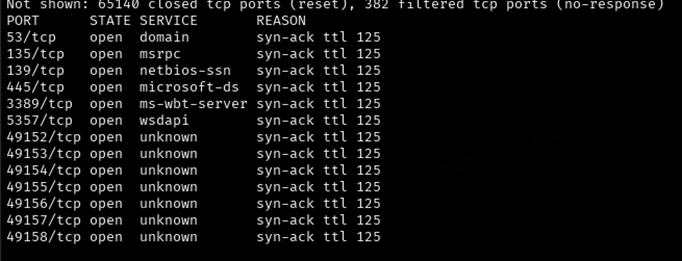 Not shown: 65140 closed tcp ports (reset), 382 filtered tcp ports (no-response)
PORT      STATE SERVICE       REASON
53/tcp    open  domain        syn-ack ttl 125
135/tcp   open  msrpc         syn-ack ttl 125
139/tcp   open  netbios-ssn   syn-ack ttl 125
445/tcp   open  microsoft-ds  syn-ack ttl 125
3389/tcp  open  ms-wbt-server syn-ack ttl 125
5357/tcp  open  wsdapi        syn-ack ttl 125
49152/tcp open  unknown       syn-ack ttl 125
49153/tcp open  unknown       syn-ack ttl 125
49154/tcp open  unknown       syn-ack ttl 125
49155/tcp open  unknown       syn-ack ttl 125
49156/tcp open  unknown       syn-ack ttl 125
49157/tcp open  unknown       syn-ack ttl 125
49158/tcp open  unknown       syn-ack ttl 125